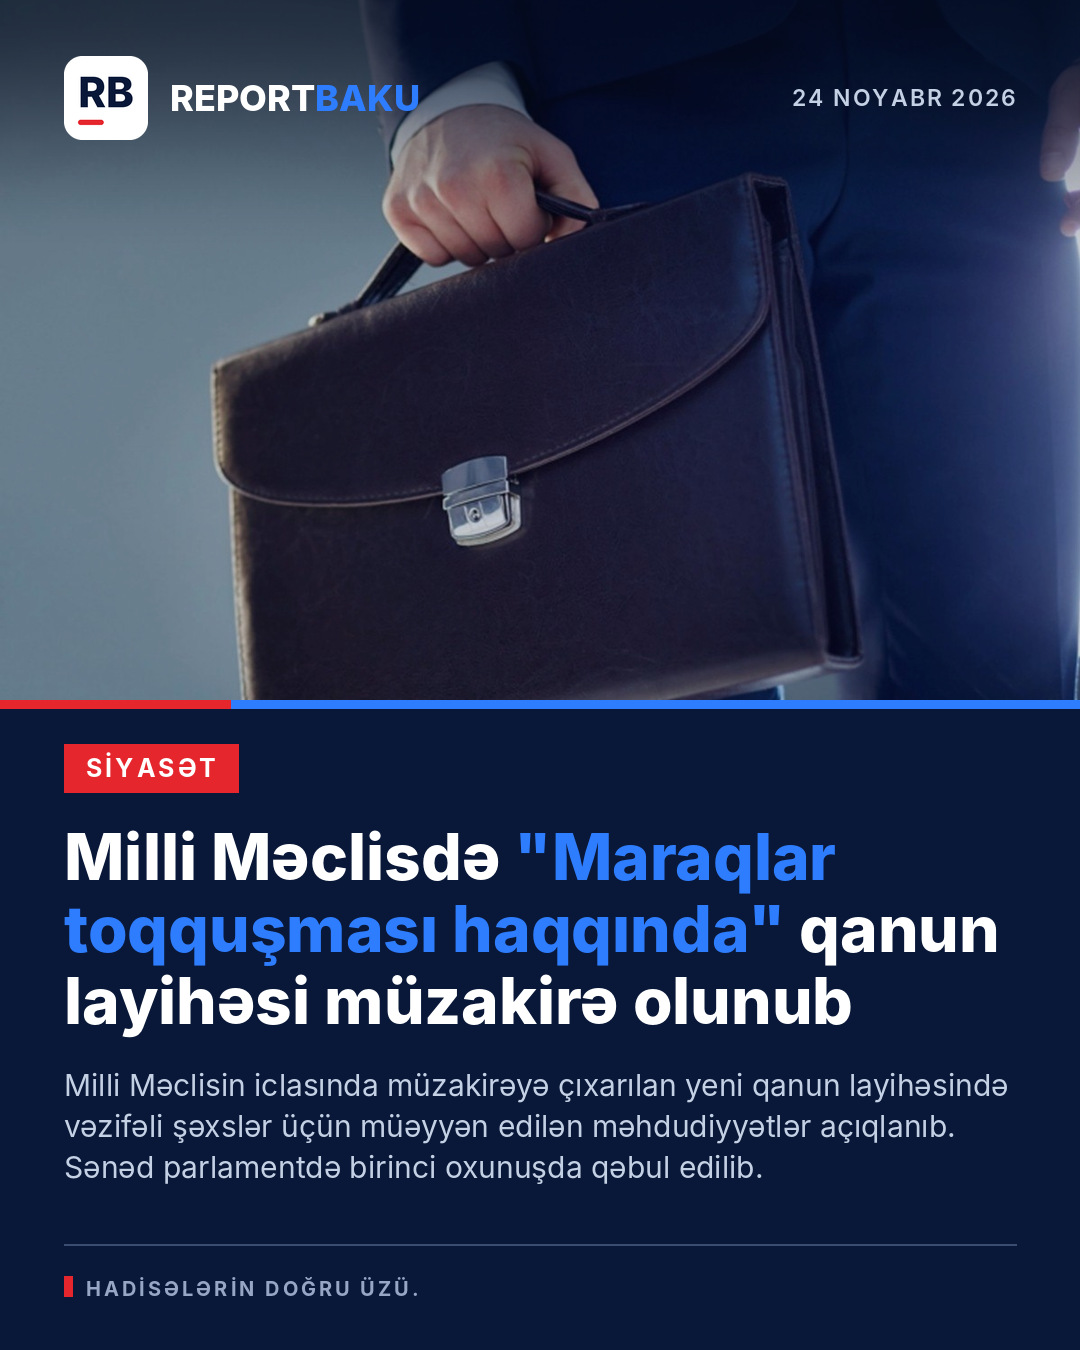 RB
REPORTBAKU
24 NOYABR 2026
SİYASƏT
Milli Məclisdə "Maraqlar
toqquşması haqqında" qanun
layihəsi müzakirə olunub
Milli Məclisin iclasında müzakirəyə çıxarılan yeni qanun layihəsində
vəzifəli şəxslər üçün müəyyən edilən məhdudiyyətlər açıqlanıb.
Sənəd parlamentdə birinci oxunuşda qəbul edilib.
HADİSƏLƏRİN DOĞRU ÜZÜ.